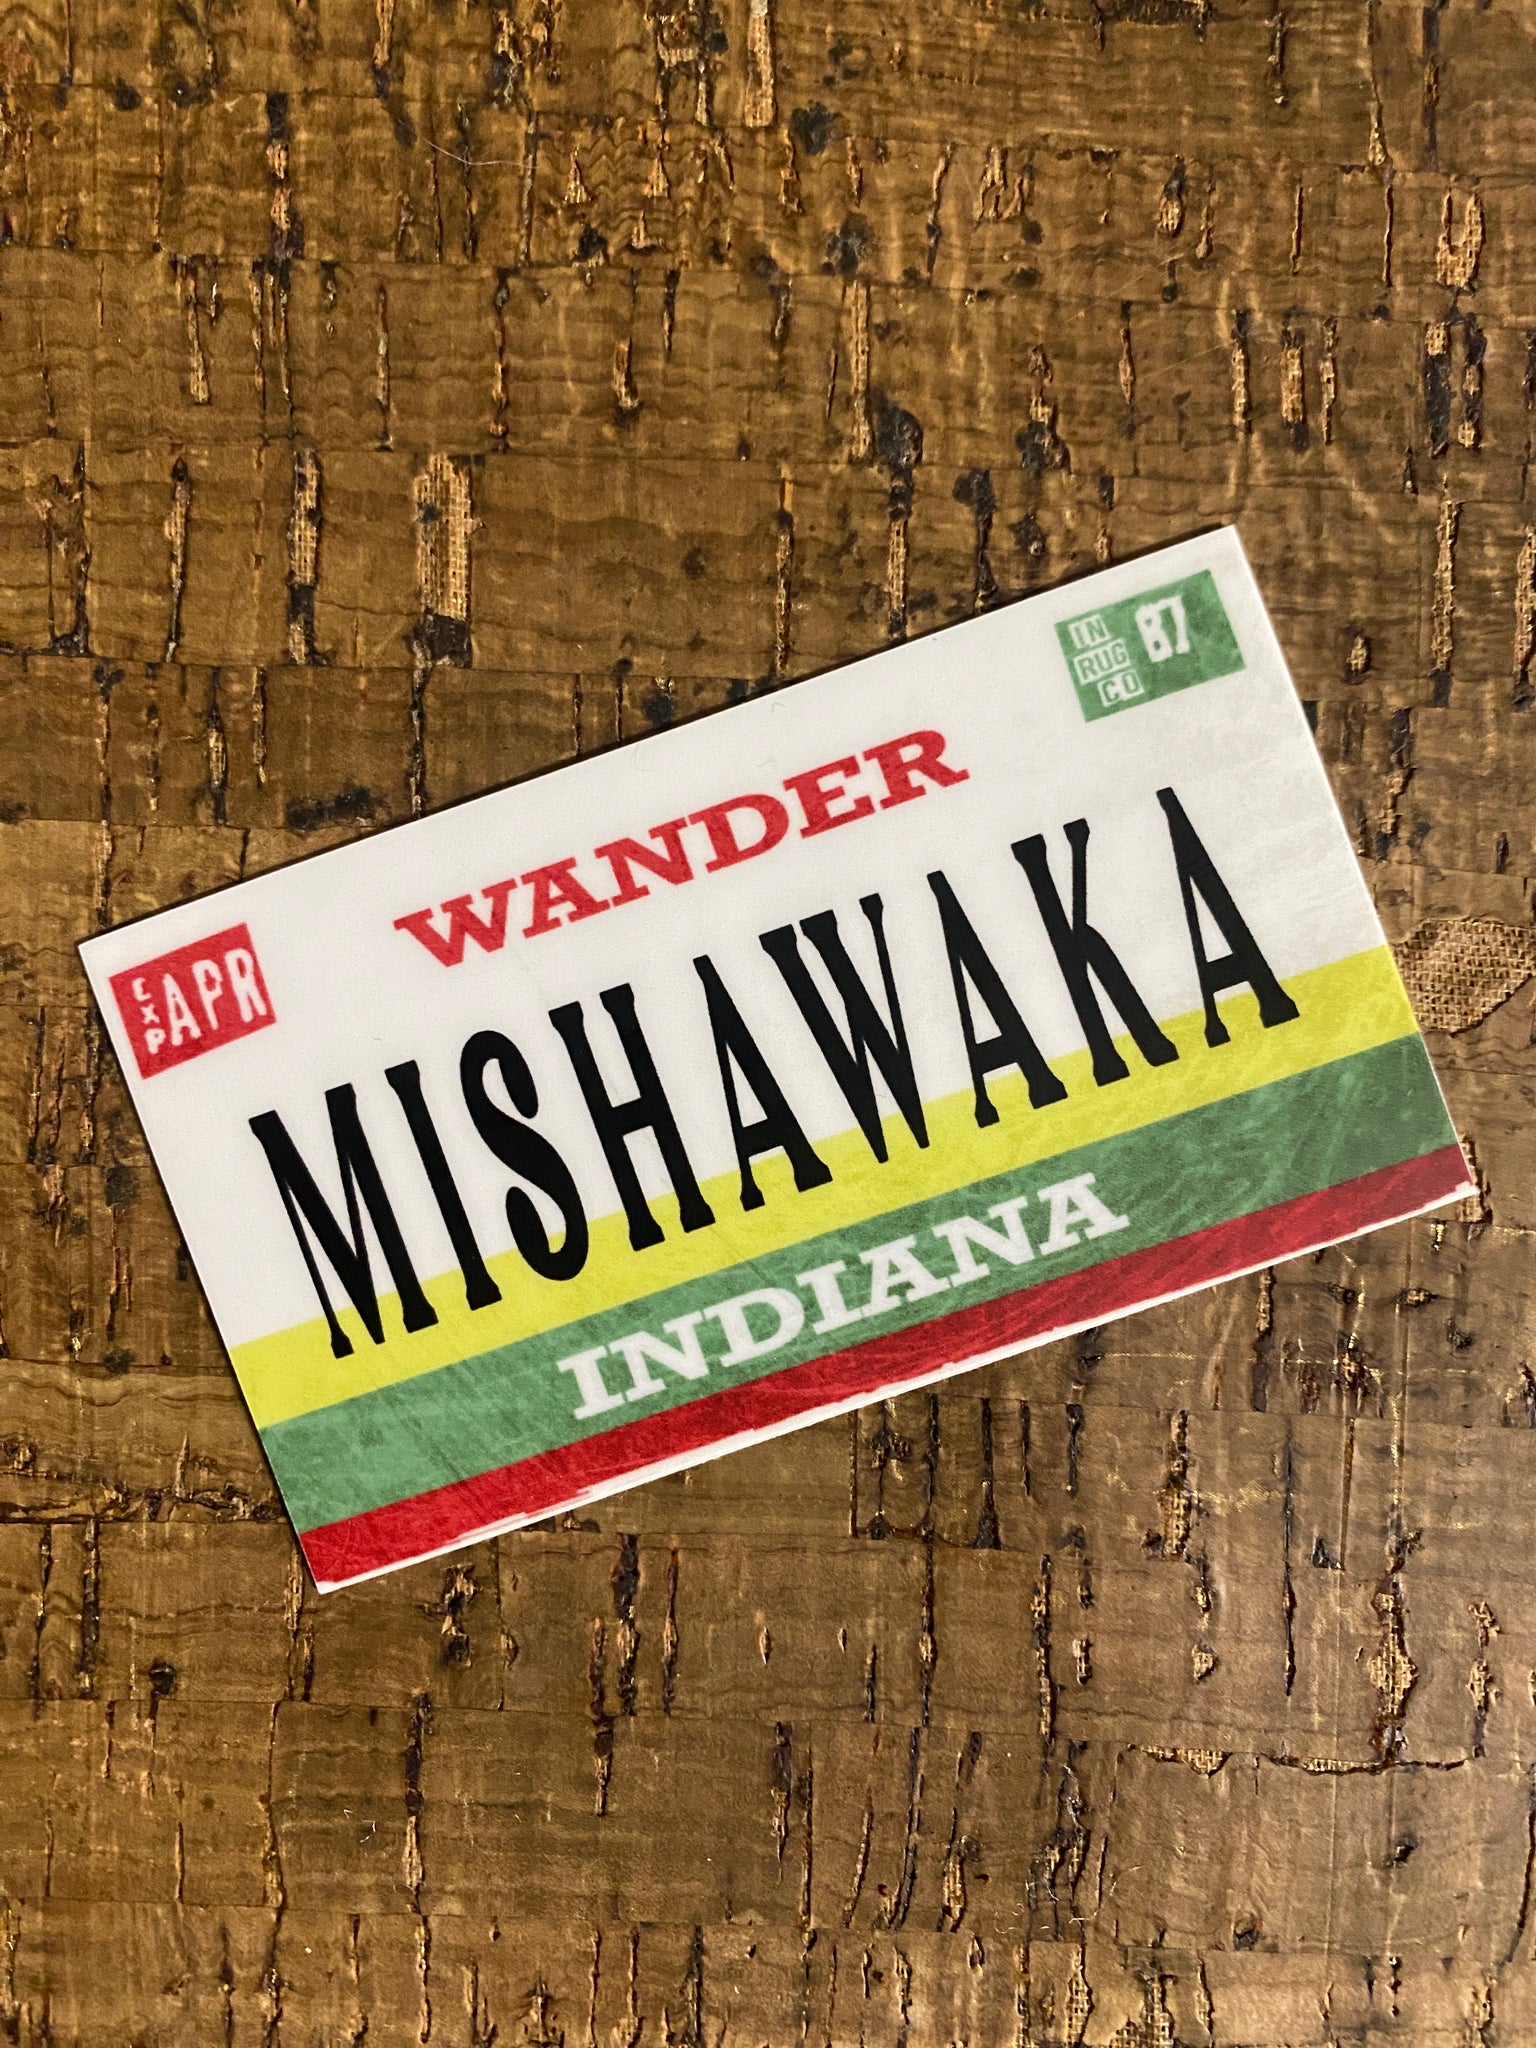 WANDER
EXP APR
IN
RUG
CO
87
MISHAWAKA
INDIANA